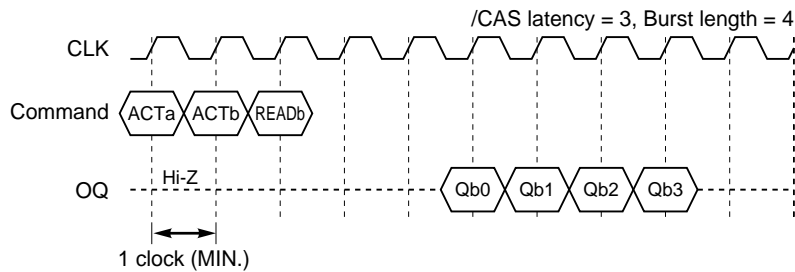 /CAS latency = 3, Burst length = 4
CLK
Command ACTa ACTb READb
Hi-Z
OQ Qb0 Qb1 Qb2 Qb3
1 clock (MIN.)